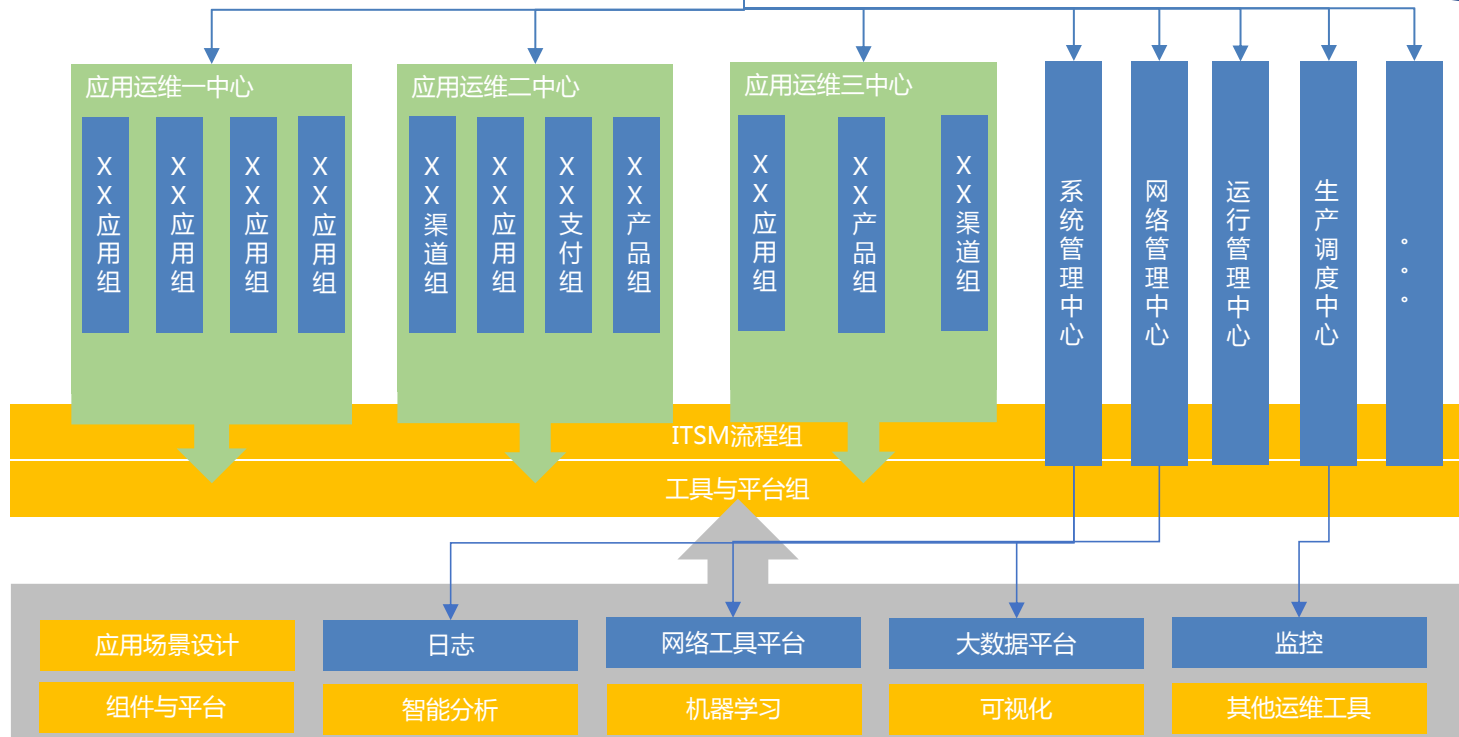 应用运维一中心
XX应用组
XX应用组
XX应用组
XX应用组
应用运维二中心
XX渠道组
XX应用组
XX支付组
XX产品组
应用运维三中心
XX应用组
XX产品组
XX渠道组
系统管理中心
网络管理中心
运行管理中心
生产调度中心
。。。
ITSM流程组
工具与平台组
应用场景设计
日志
网络工具平台
大数据平台
监控
组件与平台
智能分析
机器学习
可视化
其他运维工具